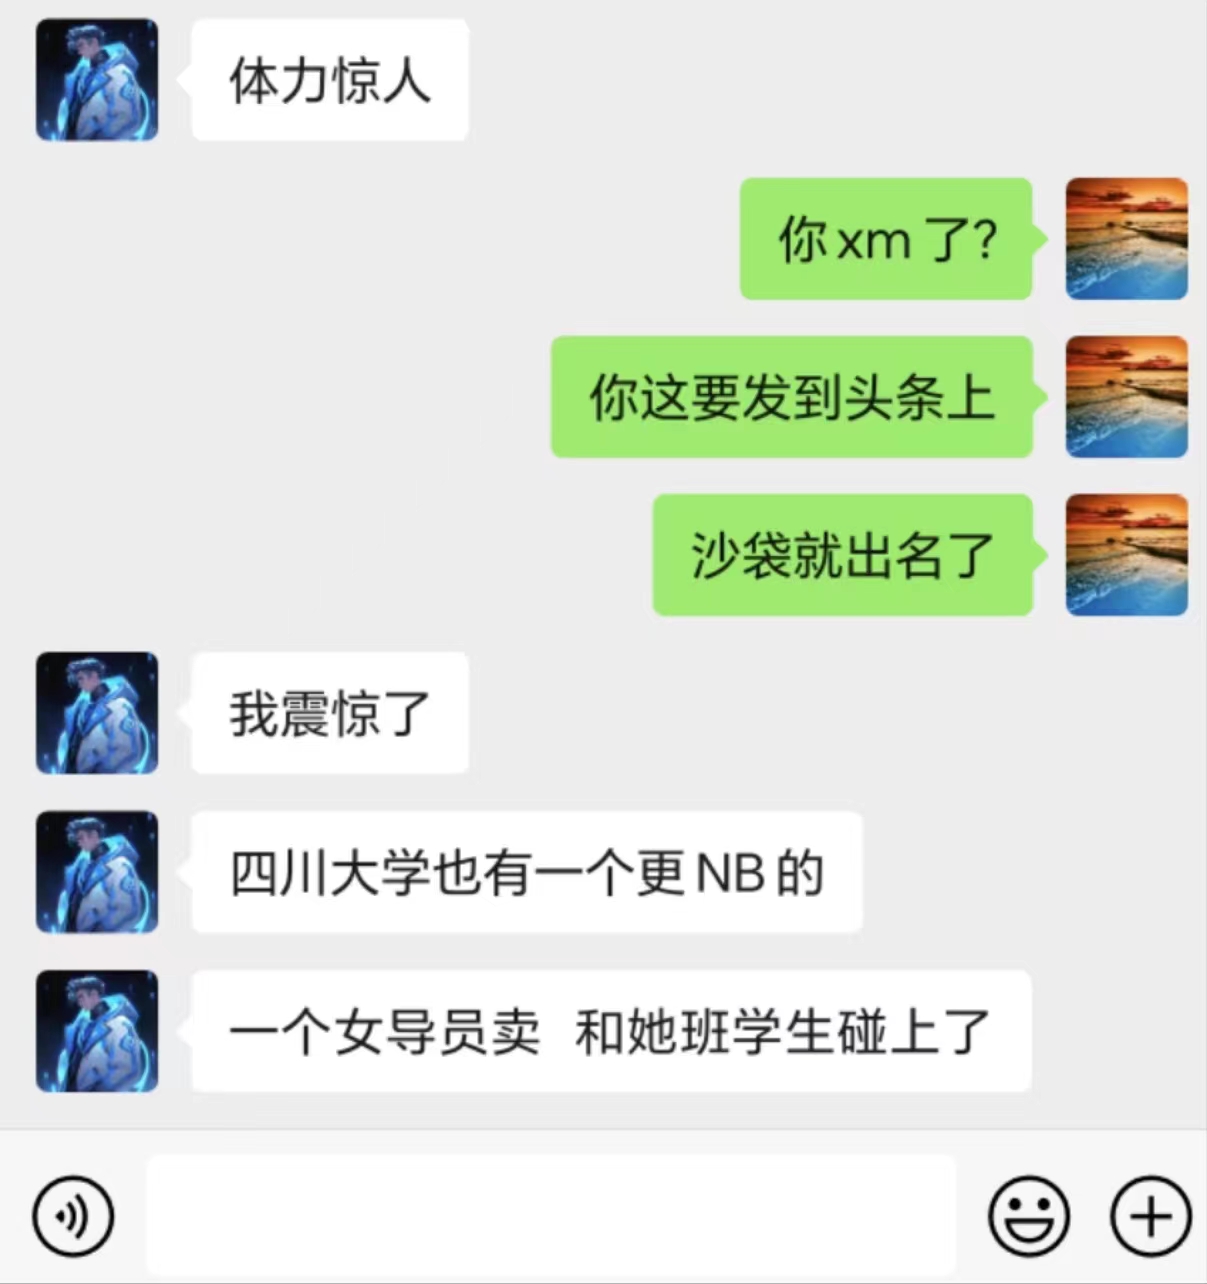 体力惊人
你xm了?
你这要发到头条上
沙袋就出名了
我震惊了
四川大学也有一个更NB的
一个女导员卖 和她班学生碰上了